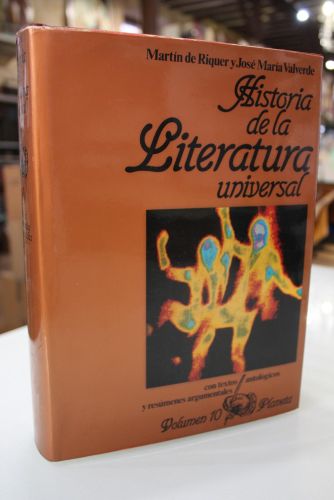 Martín de Riquer y José María Valverde
Historia
de la
Literatura
universal
con textos antológicos
y resúmenes argumentales
Volumen 10 Planeta